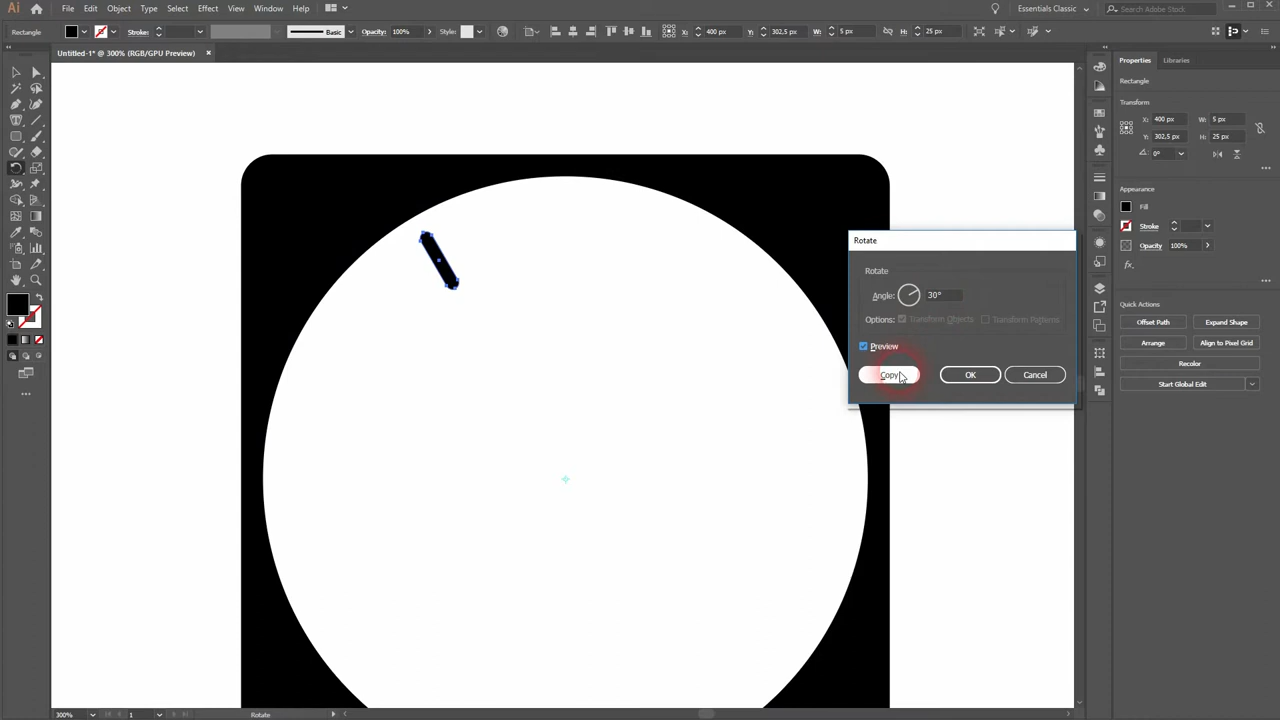 Ai File Edit Object Type Select Effect View Window Help Essentials Classic Search Adobe Stock
Rectangle Stroke: Basic Opacity: 100% Style: X: 400 px Y: 302,5 px W: 5 px H: 25 px
Untitled-1* @ 300% (RGB/GPU Preview) ×
Properties Libraries
Rectangle
Transform
X: 400 px W: 5 px
Y: 302,5 px H: 25 px
0°
Appearance
Fill
Stroke
Opacity 100%
fx.
Quick Actions
Offset Path Expand Shape
Arrange Align to Pixel Grid
Recolor
Start Global Edit
Rotate
Rotate
Angle: 30°
Options: Transform Objects Transform Patterns
Preview
Copy OK Cancel
300% 1 Rotate